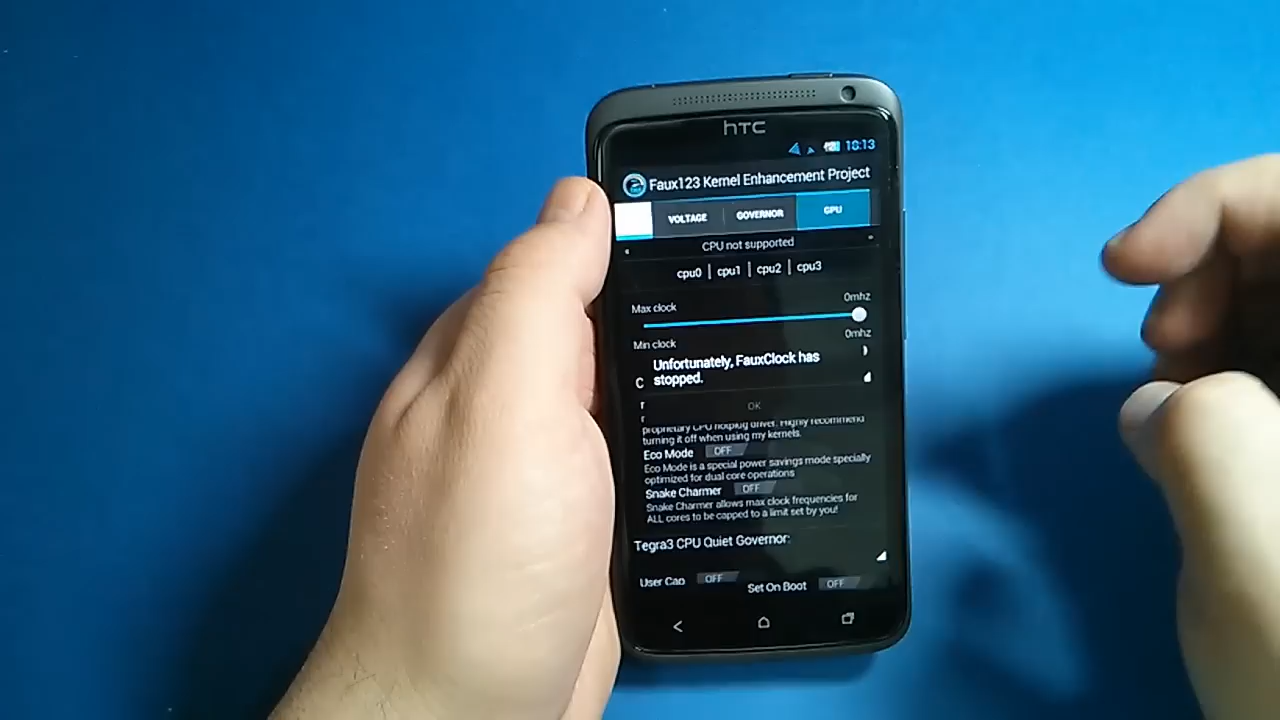 hTC
10:13
Faux123 Kernel Enhancement Project
VOLTAGE GOVERNOR GPU
CPU not supported
cpu0 | cpu1 | cpu2 | cpu3
Max clock 0mhz
Min clock 0mhz
Unfortunately, FauxClock has
stopped.
C
r
r
OK
proprietary CPU hotplug driver. Highly recommend
turning it off when using my kernels.
Eco Mode OFF
Eco Mode is a special power savings mode specially
optimized for dual core operations
Snake Charmer OFF
Snake Charmer allows max clock frequencies for
ALL cores to be capped to a limit set by you!
Tegra3 CPU Quiet Governor:
User Cap OFF
Set On Boot OFF